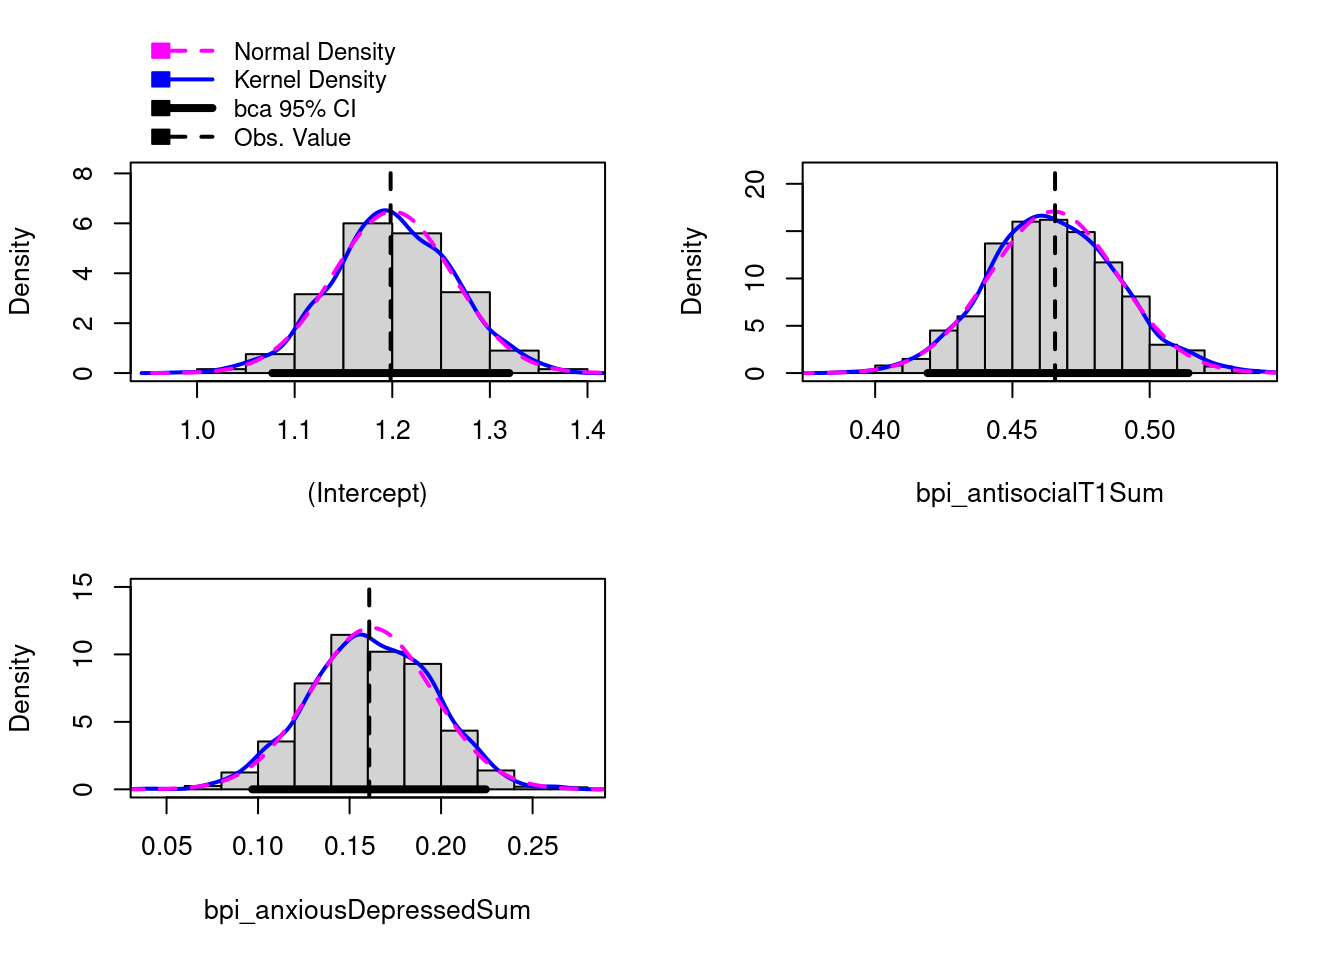 Normal Density
Kernel Density
bca 95% CI
Obs. Value
Density
8
6
4
2
0
1.0 1.1 1.2 1.3 1.4
(Intercept)
Density
20
10
5
0
0.40 0.45 0.50
bpi_antisocialT1Sum
Density
15
10
5
0
0.05 0.10 0.15 0.20 0.25
bpi_anxiousDepressedSum